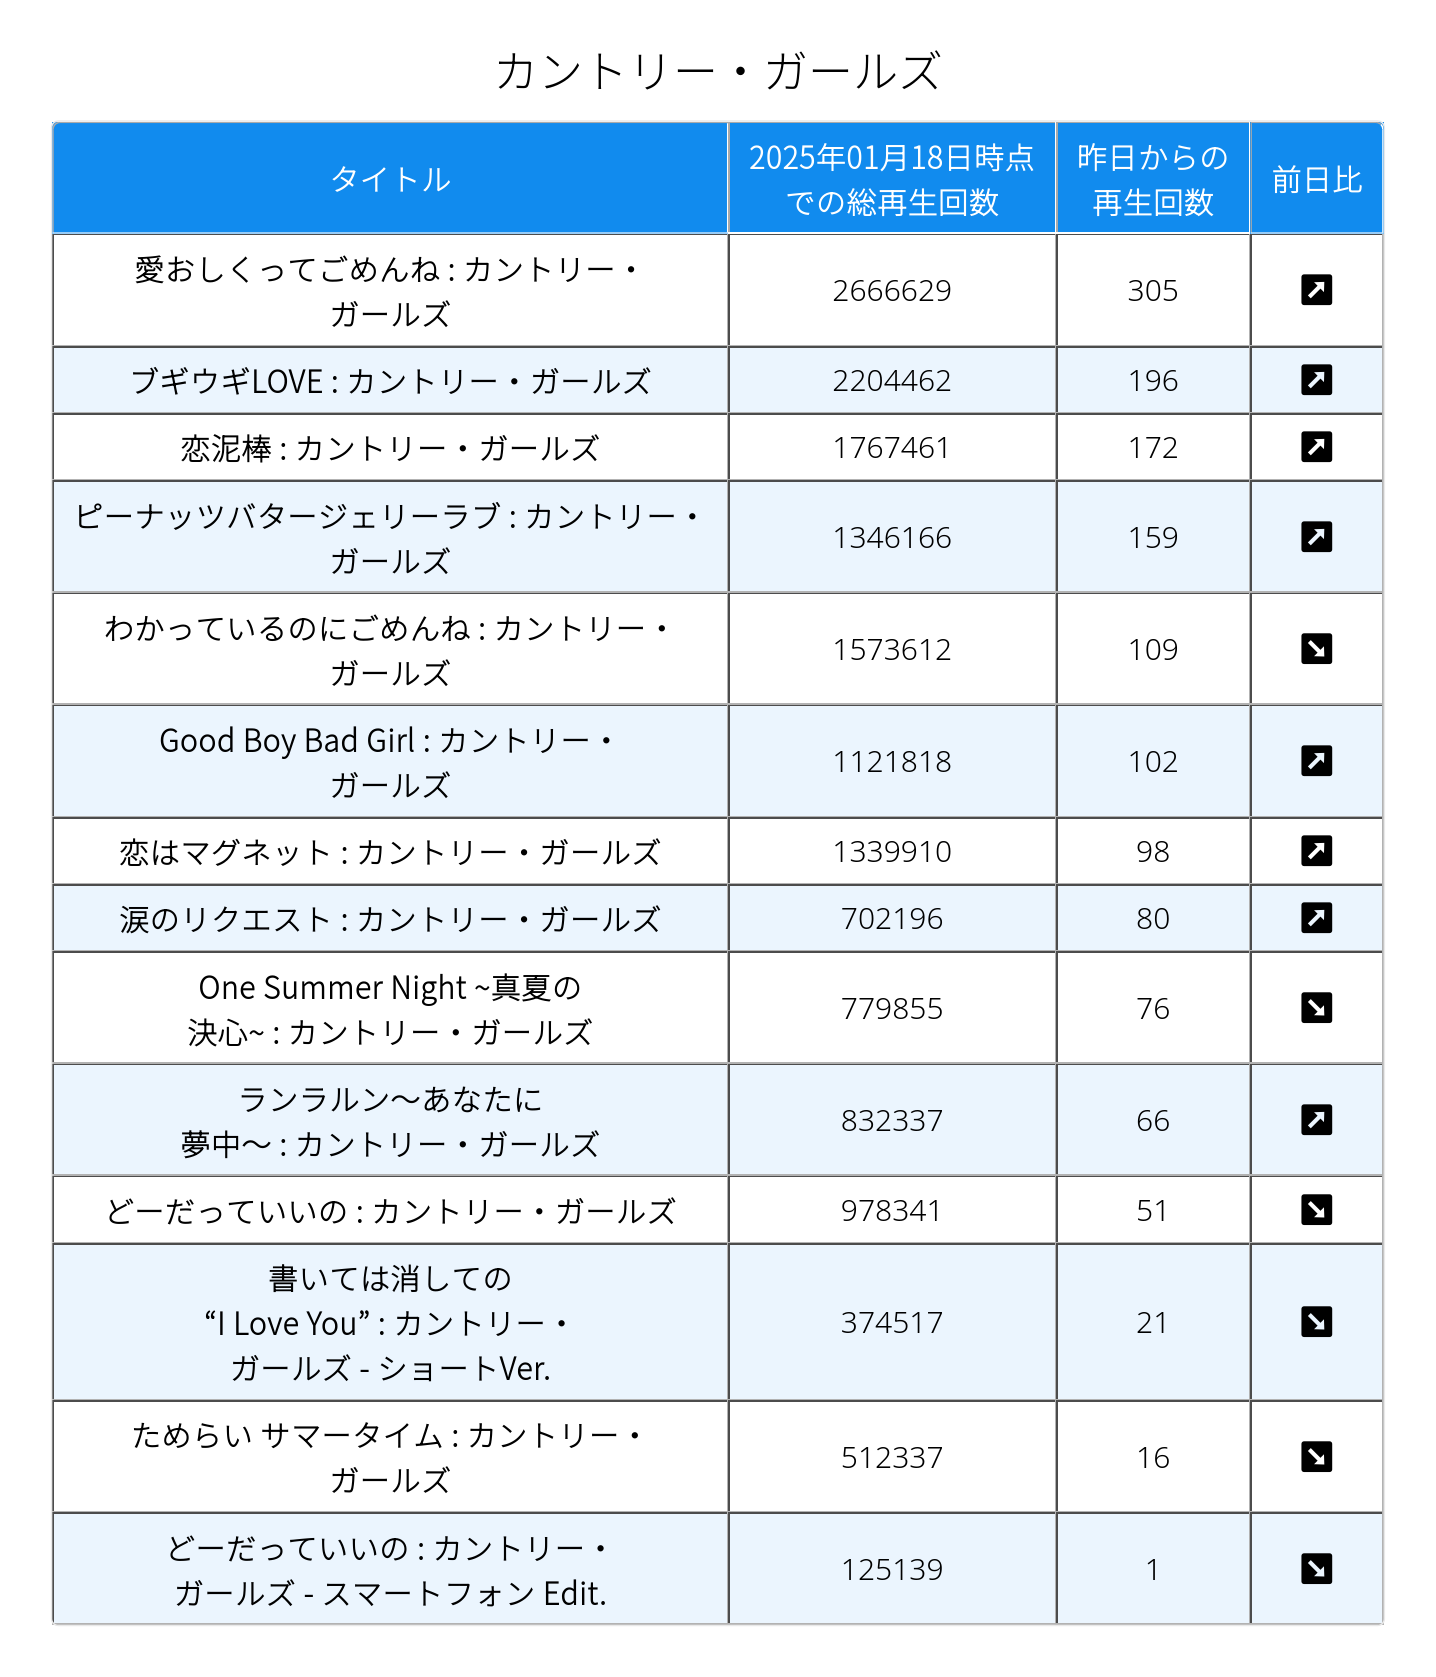 カントリー・ガールズ
タイトル
2025年01月18日時点
での総再生回数
昨日からの
再生回数
前日比
愛おしくってごめんね : カントリー・
ガールズ
2666629
305
ブギウギLOVE : カントリー・ガールズ
2204462
196
恋泥棒 : カントリー・ガールズ
1767461
172
ピーナッツバタージェリーラブ : カントリー・
ガールズ
1346166
159
わかっているのにごめんね : カントリー・
ガールズ
1573612
109
Good Boy Bad Girl : カントリー・
ガールズ
1121818
102
恋はマグネット : カントリー・ガールズ
1339910
98
涙のリクエスト : カントリー・ガールズ
702196
80
One Summer Night ~真夏の
決心~ : カントリー・ガールズ
779855
76
ランラルン〜あなたに
夢中〜 : カントリー・ガールズ
832337
66
どーだっていいの : カントリー・ガールズ
978341
51
書いては消しての
“I Love You” : カントリー・
ガールズ - ショートVer.
374517
21
ためらい サマータイム : カントリー・
ガールズ
512337
16
どーだっていいの : カントリー・
ガールズ - スマートフォン Edit.
125139
1